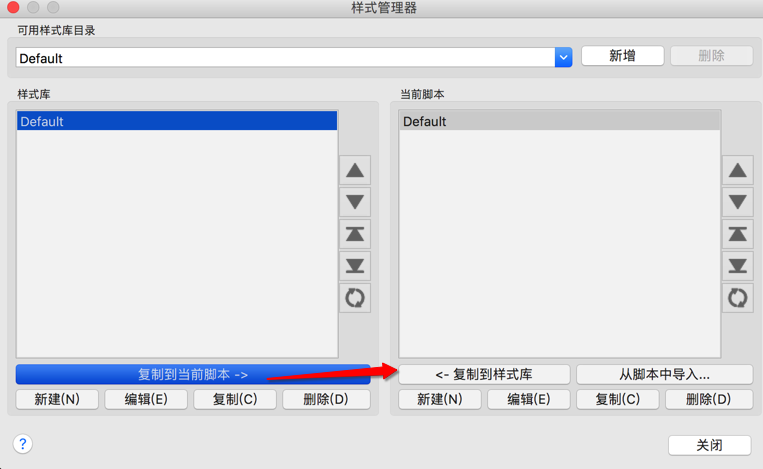 样式管理器
可用样式库目录
Default
新增
删除
样式库
当前脚本
Default
Default
复制到当前脚本 ->
<- 复制到样式库
从脚本中导入...
新建(N)
编辑(E)
复制(C)
删除(D)
新建(N)
编辑(E)
复制(C)
删除(D)
?
关闭